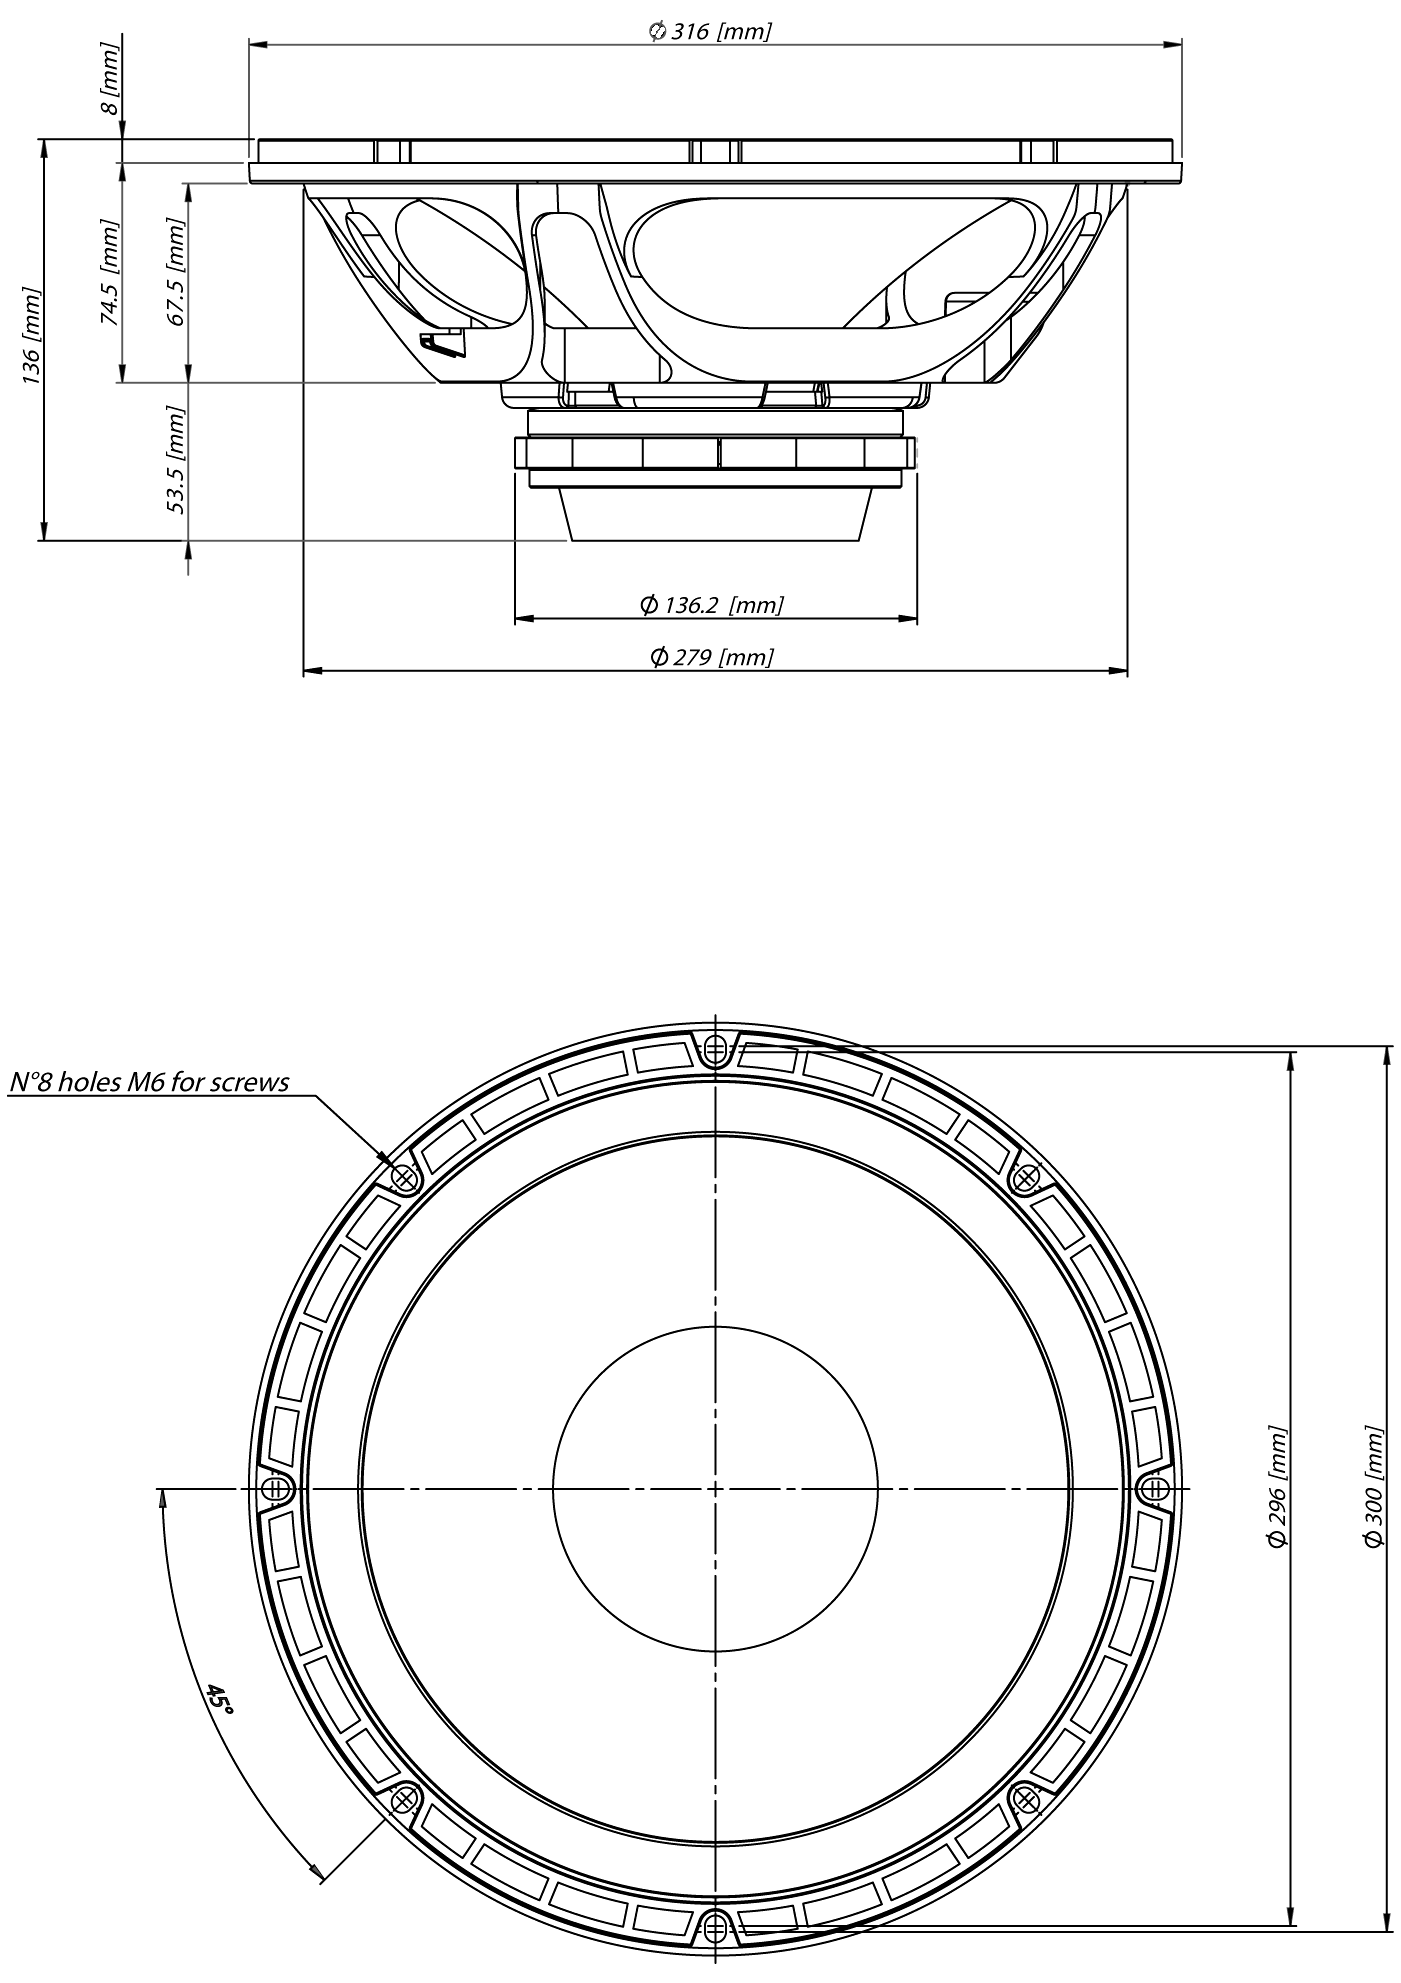 Φ 316 [mm]
8 [mm]
136 [mm]
74.5 [mm]
67.5 [mm]
53.5 [mm]
Φ 136.2 [mm]
Φ 279 [mm]
N°8 holes M6 for screws
Φ 296 [mm]
Φ 300 [mm]
45°